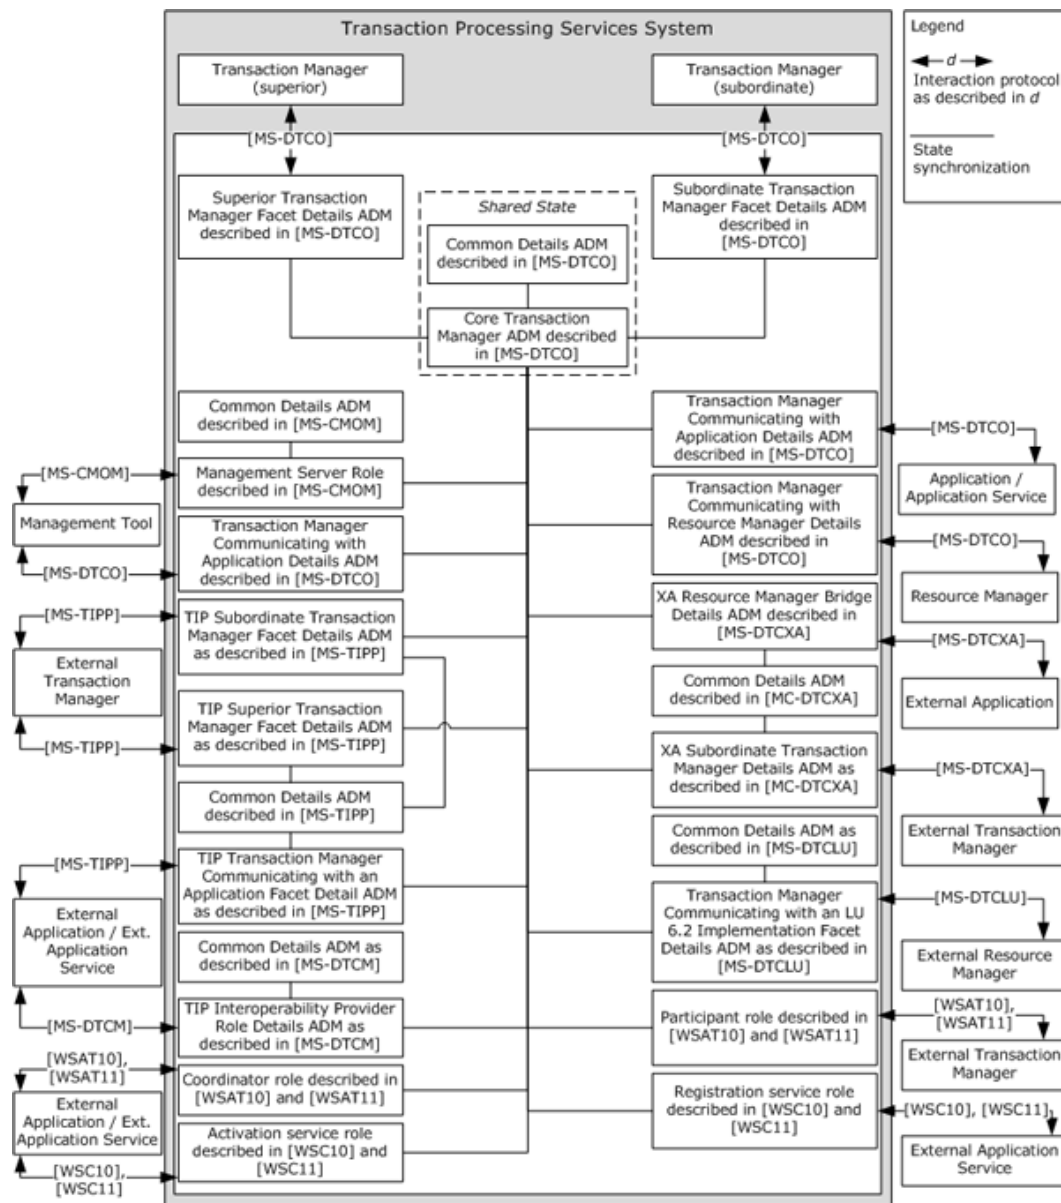 Transaction Processing Services System
Legend
d
Interaction protocol
as described in d
State
synchronization
Transaction Manager
(superior)
Transaction Manager
(subordinate)
[MS-DTCO]
[MS-DTCO]
Superior Transaction
Manager Facet Details ADM
described in [MS-DTCO]
Shared State
Common Details ADM
described in [MS-DTCO]
Core Transaction
Manager ADM described
in [MS-DTCO]
Subordinate Transaction
Manager Facet Details ADM
described in
[MS-DTCO]
[MS-CMOM]
Management Tool
[MS-DTCO]
[MS-TIPP]
External
Transaction
Manager
[MS-TIPP]
[MS-TIPP]
External
Application / Ext.
Application
Service
[MS-DTCM]
[WSAT10],
[WSAT11]
External
Application / Ext.
Application Service
[WSC10],
[WSC11]
Common Details ADM
described in [MS-CMOM]
Management Server Role
described in [MS-CMOM]
Transaction Manager
Communicating with
Application Details ADM
described in [MS-DTCO]
TIP Subordinate Transaction
Manager Facet Details ADM
as described in [MS-TIPP]
TIP Superior Transaction
Manager Facet Details ADM
as described in [MS-TIPP]
Common Details ADM
described in [MS-TIPP]
TIP Transaction Manager
Communicating with an
Application Facet Detail ADM
as described in [MS-TIPP]
Common Details ADM as
described in [MS-DTCM]
TIP Interoperability Provider
Role Details ADM as
described in [MS-DTCM]
Coordinator role described in
[WSAT10] and [WSAT11]
Activation service role
described in [WSC10] and
[WSC11]
Transaction Manager
Communicating with
Application Details ADM
described in [MS-DTCO]
Transaction Manager
Communicating with
Resource Manager Details
ADM described in
[MS-DTCO]
XA Resource Manager Bridge
Details ADM described in
[MS-DTCXA]
Common Details ADM
described in [MC-DTCXA]
XA Subordinate Transaction
Manager Details ADM as
described in [MC-DTCXA]
Common Details ADM as
described in [MS-DTCLU]
Transaction Manager
Communicating with an LU
6.2 Implementation Facet
Details ADM as described in
[MS-DTCLU]
Participant role described in
[WSAT10] and [WSAT11]
Registration service role
described in [WSC10] and
[WSC11]
[MS-DTCO]
Application /
Application Service
[MS-DTCO]
Resource Manager
[MS-DTCXA]
External Application
[MS-DTCXA]
External Transaction
Manager
[MS-DTCLU]
External Resource
Manager
[WSAT10],
[WSAT11]
External Transaction
Manager
[WSC10], [WSC11]
External Application
Service